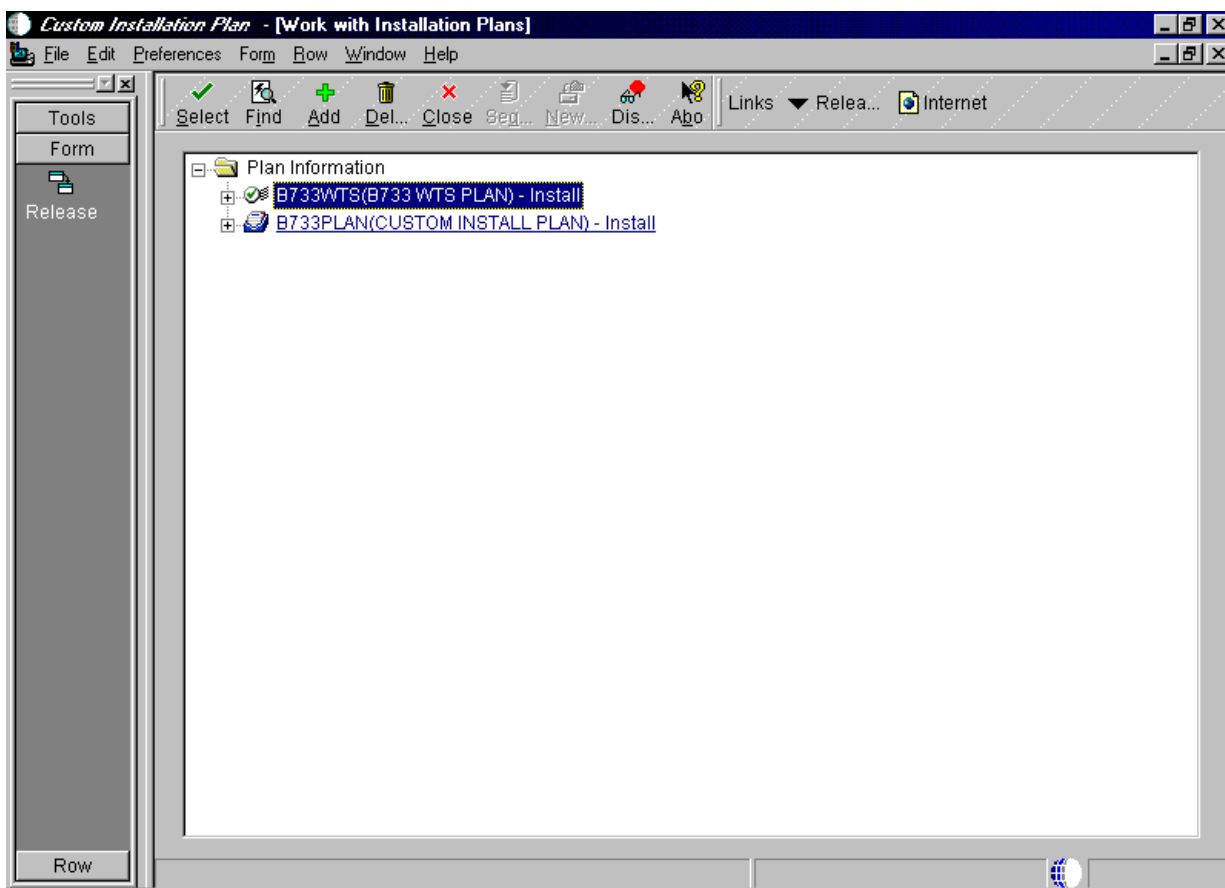 Custom Installation Plan - [Work with Installation Plans]
File Edit Preferences Form Row Window Help
Tools
Form
Release
Row
Select Find Add Del... Close Seq... New... Dis... Abo Links Relea... Internet
Plan Information
B733WTS(B733 WTS PLAN) - Install
B733PLAN(CUSTOM INSTALL PLAN) - Install